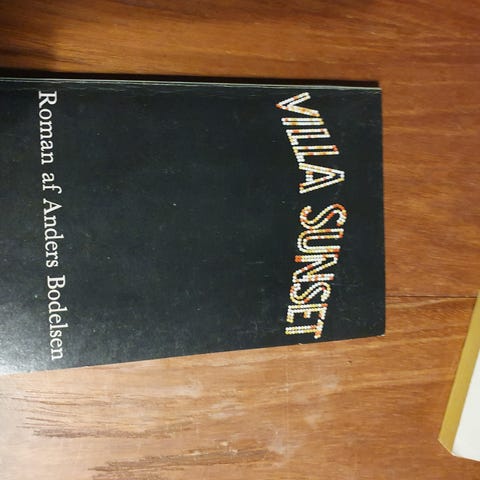 VILLA SUNSET
Roman af Anders Bodelsen